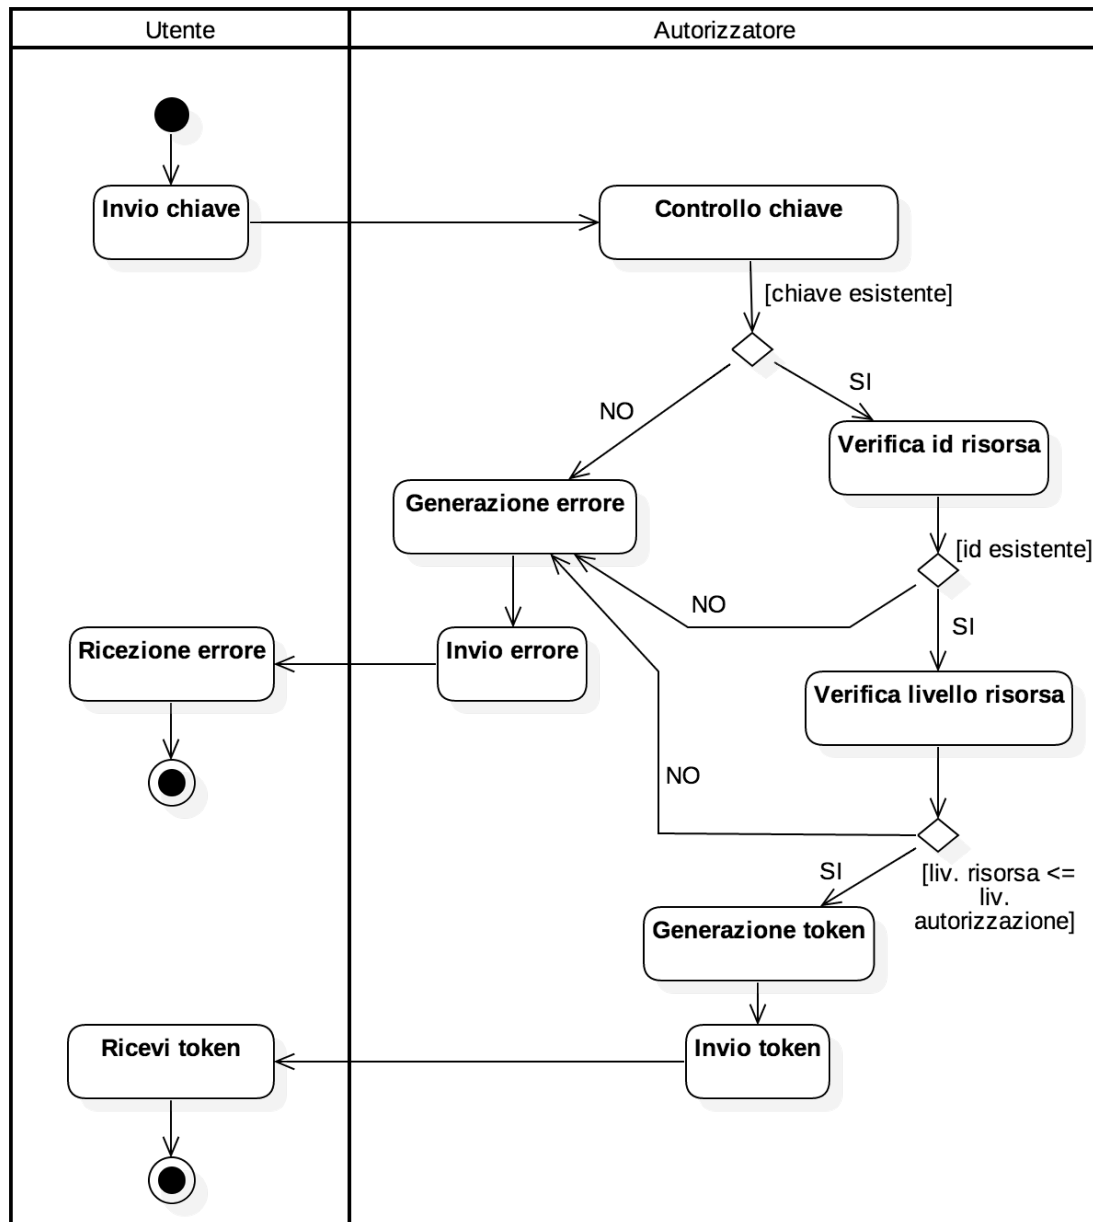 Utente
Autorizzatore
Invio chiave
Controllo chiave
[chiave esistente]
SI
NO
Verifica id risorsa
Generazione errore
[id esistente]
NO
SI
Ricezione errore
Invio errore
Verifica livello risorsa
NO
SI
[liv. risorsa <=
liv.
autorizzazione]
Generazione token
Ricevi token
Invio token